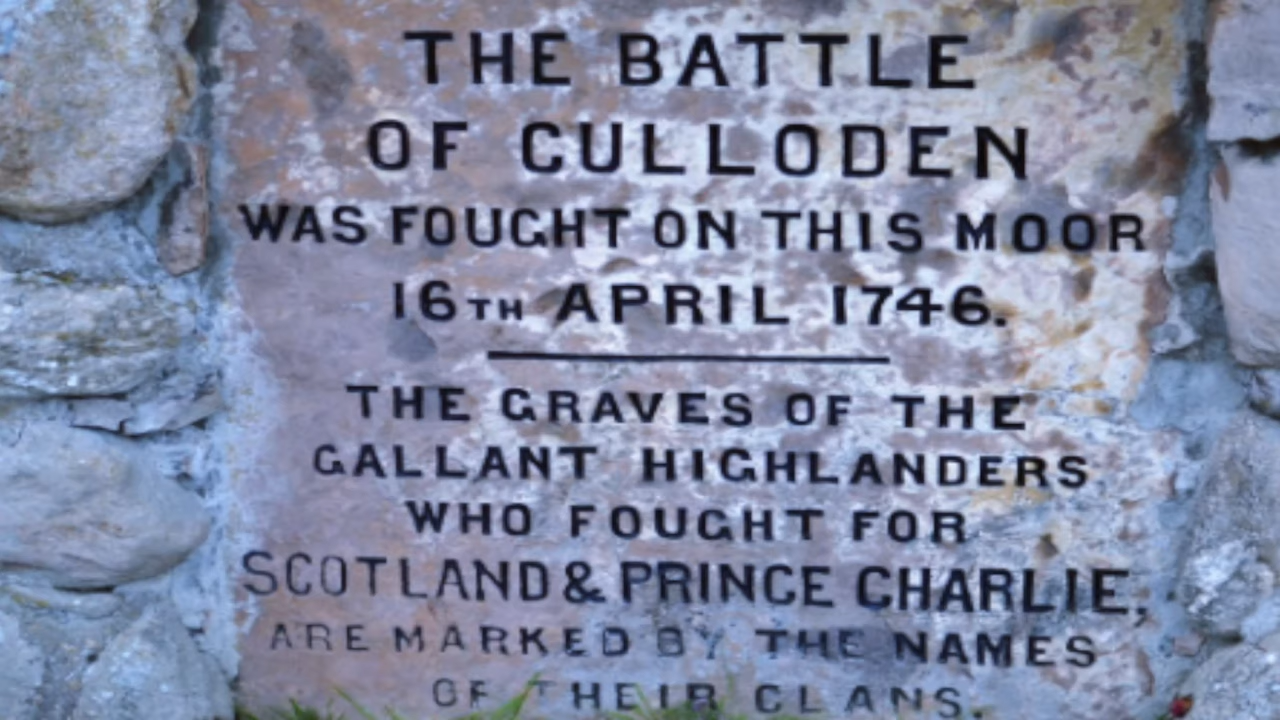 THE BATTLE
OF CULLODEN
WAS FOUGHT ON THIS MOOR
16TH APRIL 1746.
THE GRAVES OF THE
GALLANT HIGHLANDERS
WHO FOUGHT FOR
SCOTLAND & PRINCE CHARLIE,
ARE MARKED BY THE NAMES
OF THEIR CLANS.